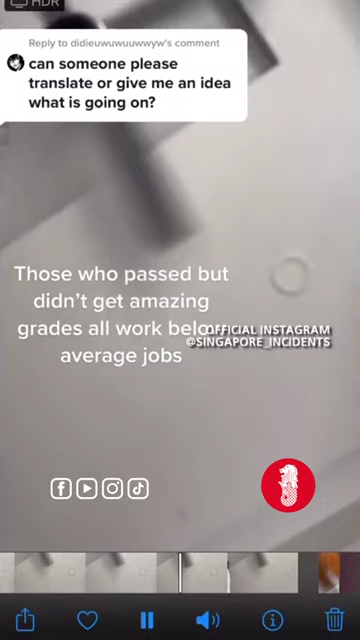 HDR
Reply to didieuwuwuuwwyw's comment
can someone please
translate or give me an idea
what is going on?
Those who passed but
didn't get amazing
grades all work below
average jobs
OFFICIAL INSTAGRAM
@SINGAPORE_INCIDENTS